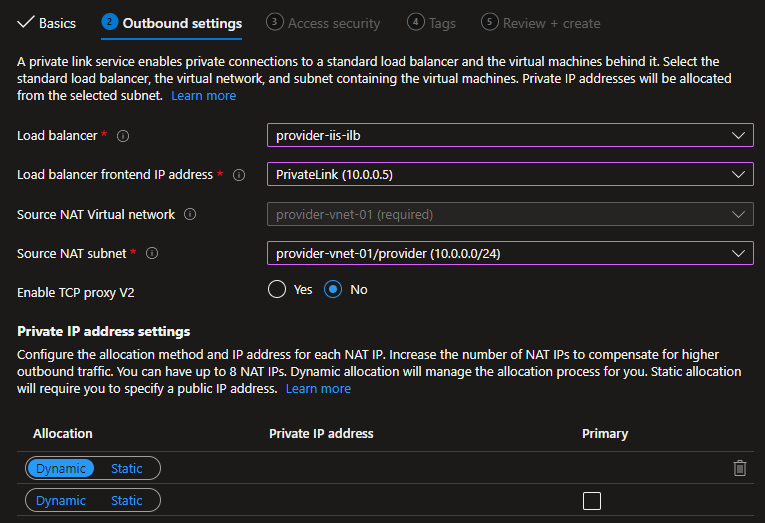 Basics 2 Outbound settings 3 Access security 4 Tags 5 Review + create
A private link service enables private connections to a standard load balancer and the virtual machines behind it. Select the
standard load balancer, the virtual network, and subnet containing the virtual machines. Private IP addresses will be allocated
from the selected subnet. Learn more
Load balancer * provider-iis-ilb
Load balancer frontend IP address * PrivateLink (10.0.0.5)
Source NAT Virtual network provider-vnet-01 (required)
Source NAT subnet * provider-vnet-01/provider (10.0.0.0/24)
Enable TCP proxy V2 Yes No
Private IP address settings
Configure the allocation method and IP address for each NAT IP. Increase the number of NAT IPs to compensate for higher
outbound traffic. You can have up to 8 NAT IPs. Dynamic allocation will manage the allocation process for you. Static allocation
will require you to specify a public IP address. Learn more
Allocation Private IP address Primary
Dynamic Static
Dynamic Static